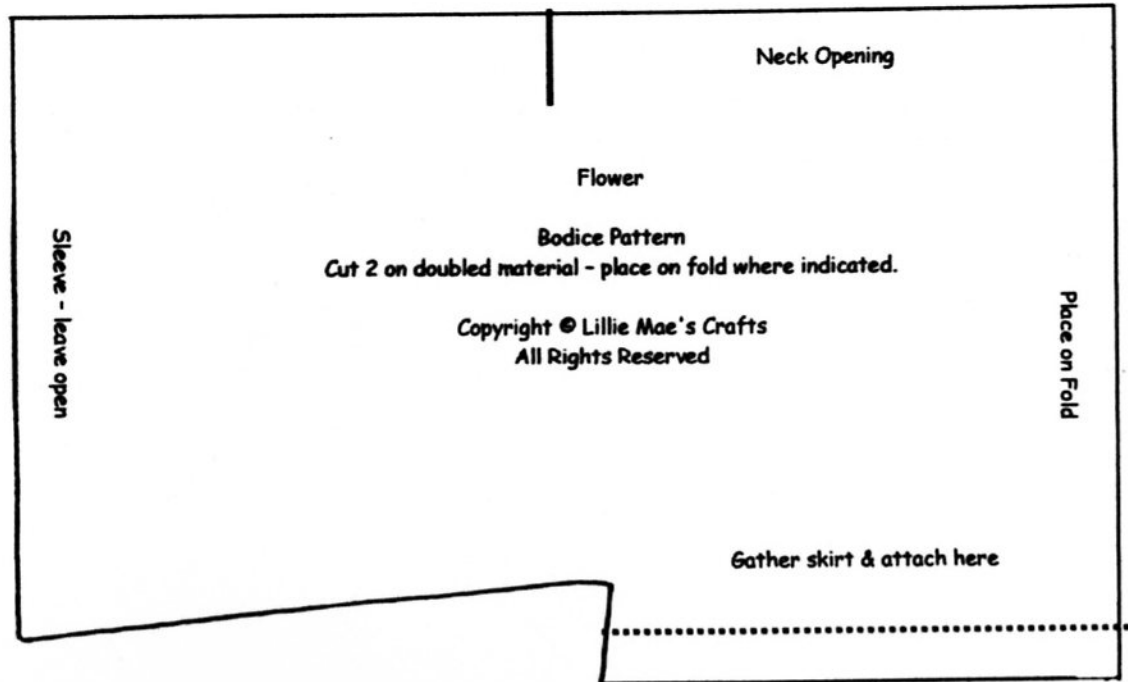 Neck Opening
Flower
Bodice Pattern
Cut 2 on doubled material - place on fold where indicated.
Copyright © Lillie Mae's Crafts
All Rights Reserved
Sleeve - leave open
Place on Fold
Gather skirt & attach here